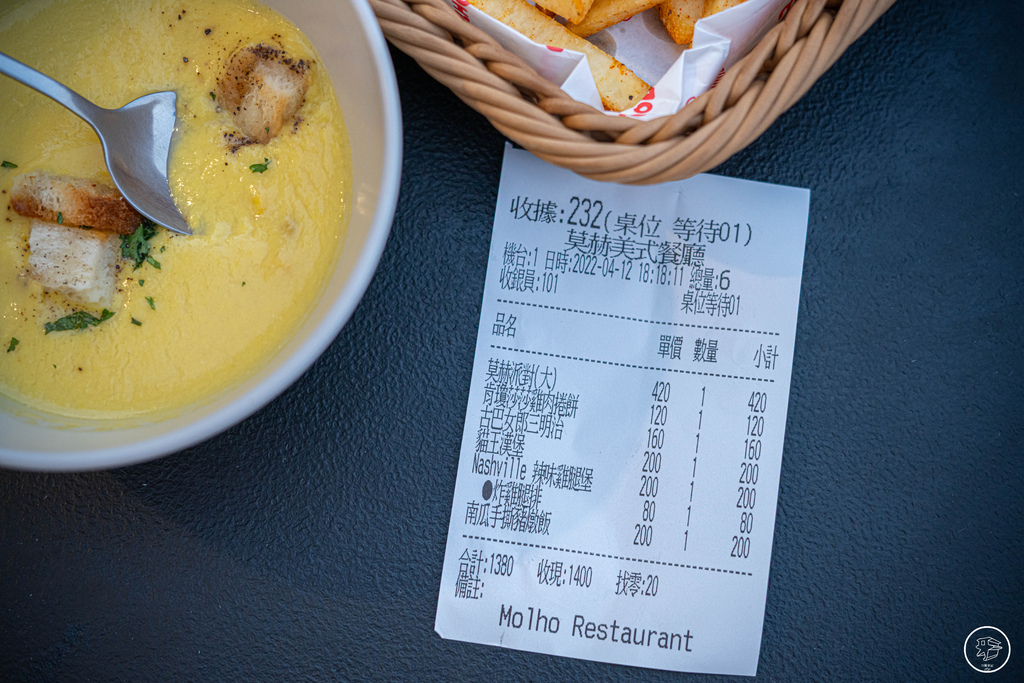 收據:232(桌位 等待01)
莫赫美式餐廳
機台:1 日時:2022-04-12 18:18:11 總量:6
收銀員:101 桌位等待01
品名 單價 數量 小計
莫赫派對(大) 420 1 420
肯瓊莎莎雞肉捲餅 120 1 120
古巴女郎三明治 160 1 160
貓王漢堡 200 1 200
Nashville 辣味雞腿堡 200 1 200
●炸雞腿排 80 1 80
南瓜手撕豬燉飯 200 1 200
合計:1380 收現:1400 找零:20
備註:
Molho Restaurant